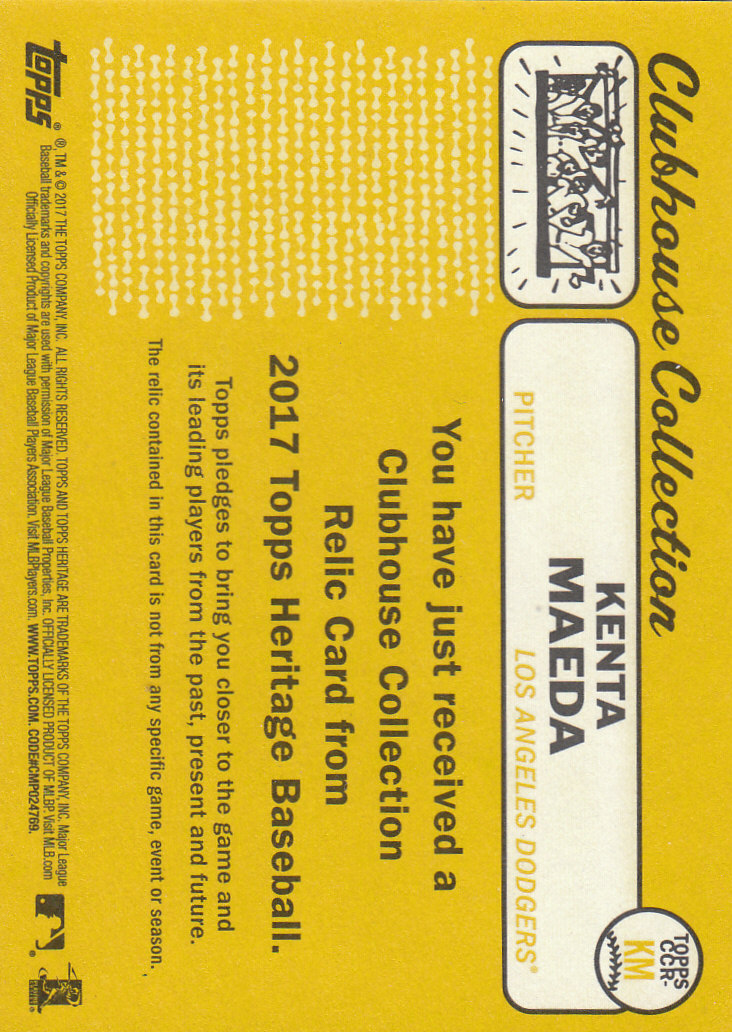 Clubhouse Collection
TOPPS
CCR-
KM
KENTA
MAEDA
PITCHER
LOS ANGELES DODGERS®
You have just received a
Clubhouse Collection
Relic Card from
2017 Topps Heritage Baseball.
Topps pledges to bring you closer to the game and
its leading players from the past, present and future.
The relic contained in this card is not from any specific game, event or season.
topps®
®, TM & © 2017 THE TOPPS COMPANY, INC. ALL RIGHTS RESERVED. TOPPS AND TOPPS HERITAGE ARE TRADEMARKS OF THE TOPPS COMPANY, INC. Major League
Baseball trademarks and copyrights are used with permission of Major League Baseball Properties, Inc. OFFICIALLY LICENSED PRODUCT OF MLBP. Visit MLB.com
Officially Licensed Product of Major League Baseball Players Association. Visit MLBPlayers.com. WWW.TOPPS.COM. CODE#CMP024769.